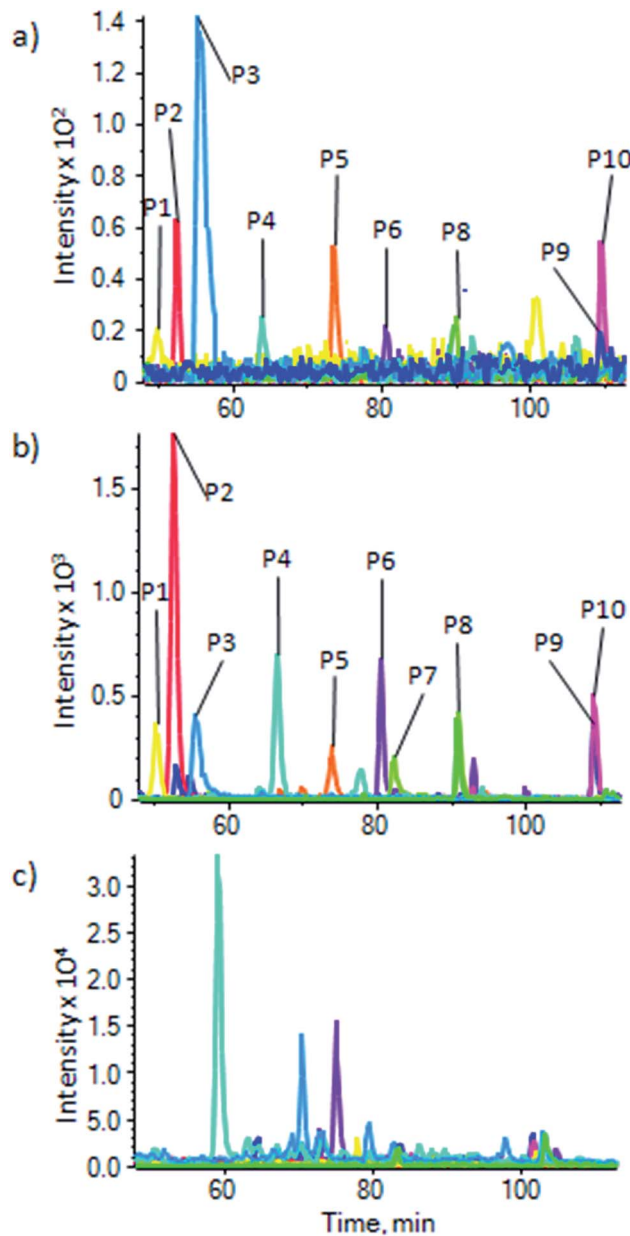 a)
1.4
1.2
1.0
0.8
0.6
0.4
0.2
0
Intensity x 10²
P1
P2
P3
P4
P5
P6
P8
P9
P10
60
80
100
b)
1.5
1.0
0.5
0
Intensity x 10³
P1
P2
P3
P4
P5
P6
P7
P8
P9
P10
60
80
100
c)
3.0
2.5
2.0
1.5
1.0
5.0
0.0
Intensity x 10⁴
60
80
100
Time, min